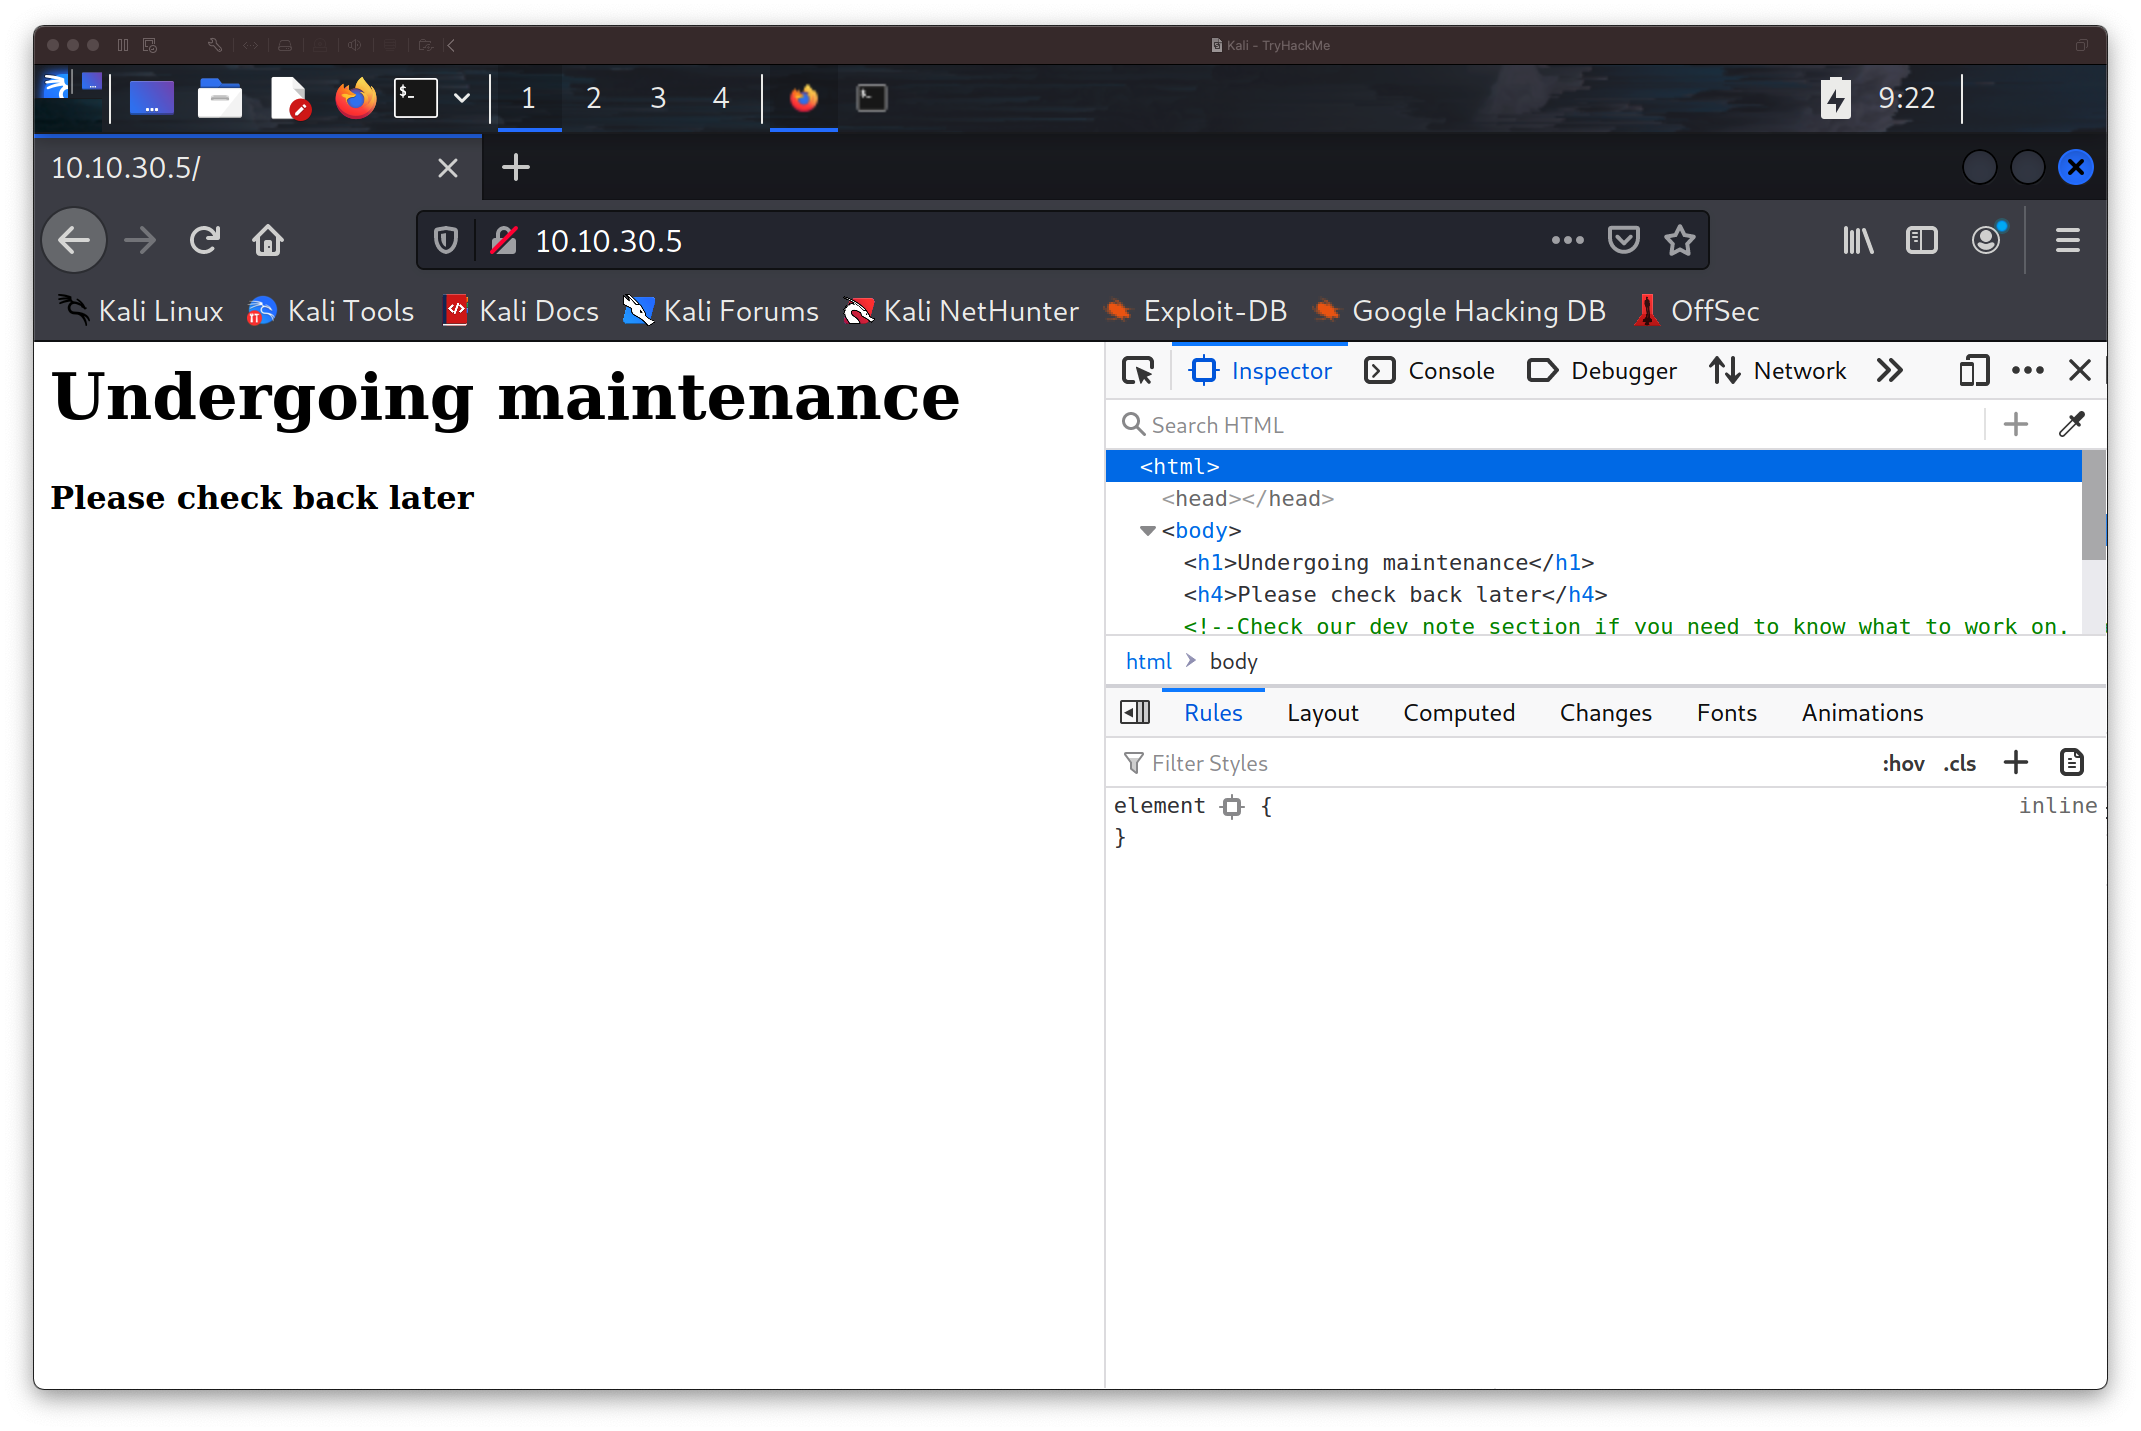 Kali - TryHackMe
$-
1 2 3 4
9:22
10.10.30.5/
10.10.30.5
Kali Linux Kali Tools Kali Docs Kali Forums Kali NetHunter Exploit-DB Google Hacking DB OffSec
Undergoing maintenance
Please check back later
Inspector Console Debugger Network
Search HTML
<html>
<head></head>
<body>
<h1>Undergoing maintenance</h1>
<h4>Please check back later</h4>
<!--Check our dev note section if you need to know what to work on.
html > body
Rules Layout Computed Changes Fonts Animations
Filter Styles :hov .cls
element { inline
}